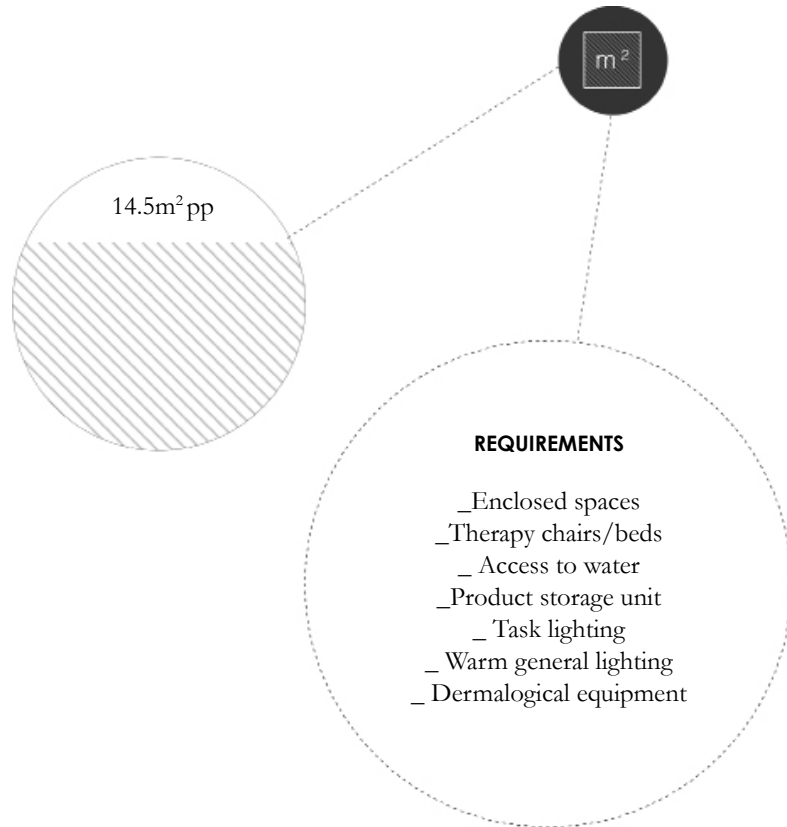 m²
14.5m² pp
REQUIREMENTS
_Enclosed spaces
_Therapy chairs/beds
_ Access to water
_Product storage unit
_ Task lighting
_ Warm general lighting
_ Dermalogical equipment